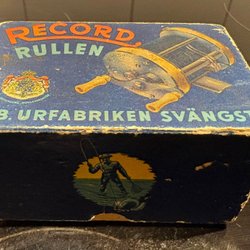 RECORD
RULLEN
B. URFABRIKEN SVÄNGST